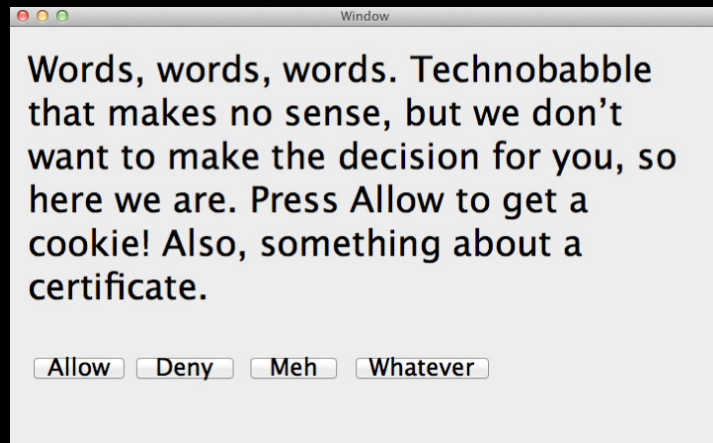 Window
Words, words, words. Technobabble
that makes no sense, but we don’t
want to make the decision for you, so
here we are. Press Allow to get a
cookie! Also, something about a
certificate.
Allow Deny Meh Whatever